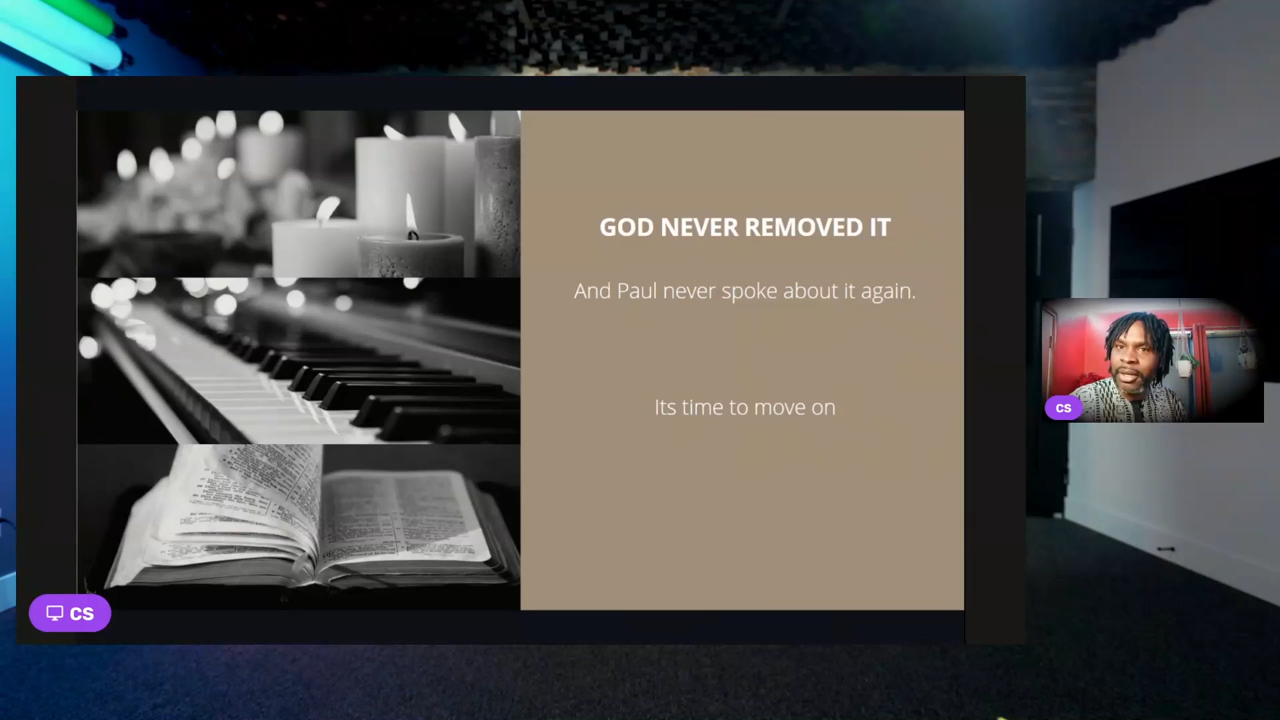 GOD NEVER REMOVED IT
And Paul never spoke about it again.
Its time to move on
CS
CS